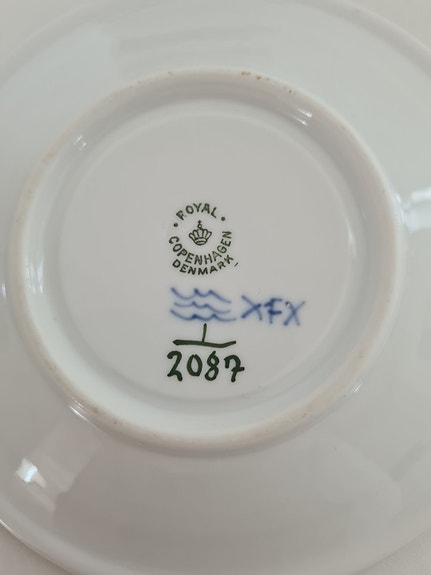 ROYAL
COPENHAGEN
DENMARK
XFX
1
2087